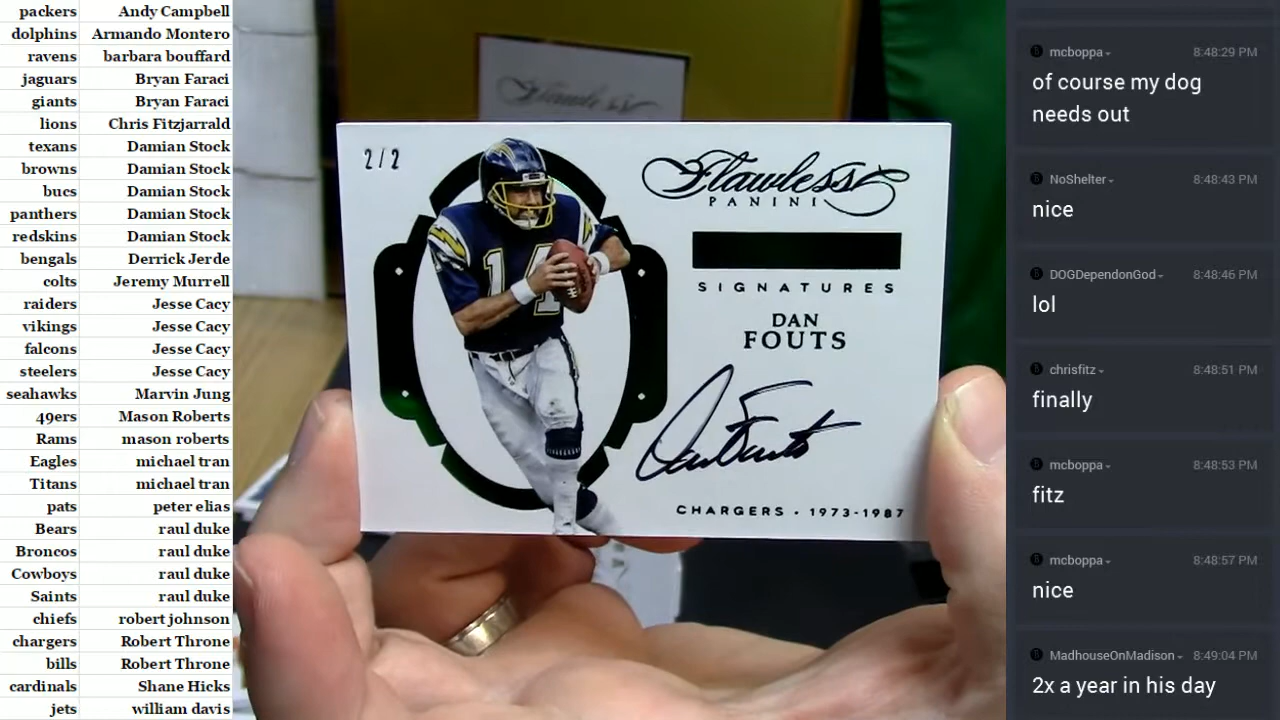 packers Andy Campbell
dolphins Armando Montero
ravens barbara bouffard
jaguars Bryan Faraci
giants Bryan Faraci
lions Chris Fitzjarrald
texans Damian Stock
browns Damian Stock
bucs Damian Stock
panthers Damian Stock
redskins Damian Stock
bengals Derrick Jerde
colts Jeremy Murrell
raiders Jesse Cacy
vikings Jesse Cacy
falcons Jesse Cacy
steelers Jesse Cacy
seahawks Marvin Jung
49ers Mason Roberts
Rams mason roberts
Eagles michael tran
Titans michael tran
pats peter elias
Bears raul duke
Broncos raul duke
Cowboys raul duke
Saints raul duke
chiefs robert johnson
chargers Robert Throne
bills Robert Throne
cardinals Shane Hicks
jets william davis
Flawless
2/2
Flawless
PANINI
SIGNATURES
DAN
FOUTS
Dan Fouts
CHARGERS · 1973-1987
14
mcboppa 8:48:29 PM
of course my dog
needs out
NoShelter 8:48:43 PM
nice
DOGDependonGod 8:48:46 PM
lol
chrisfitz 8:48:51 PM
finally
mcboppa 8:48:53 PM
fitz
mcboppa 8:48:57 PM
nice
MadhouseOnMadison 8:49:04 PM
2x a year in his day